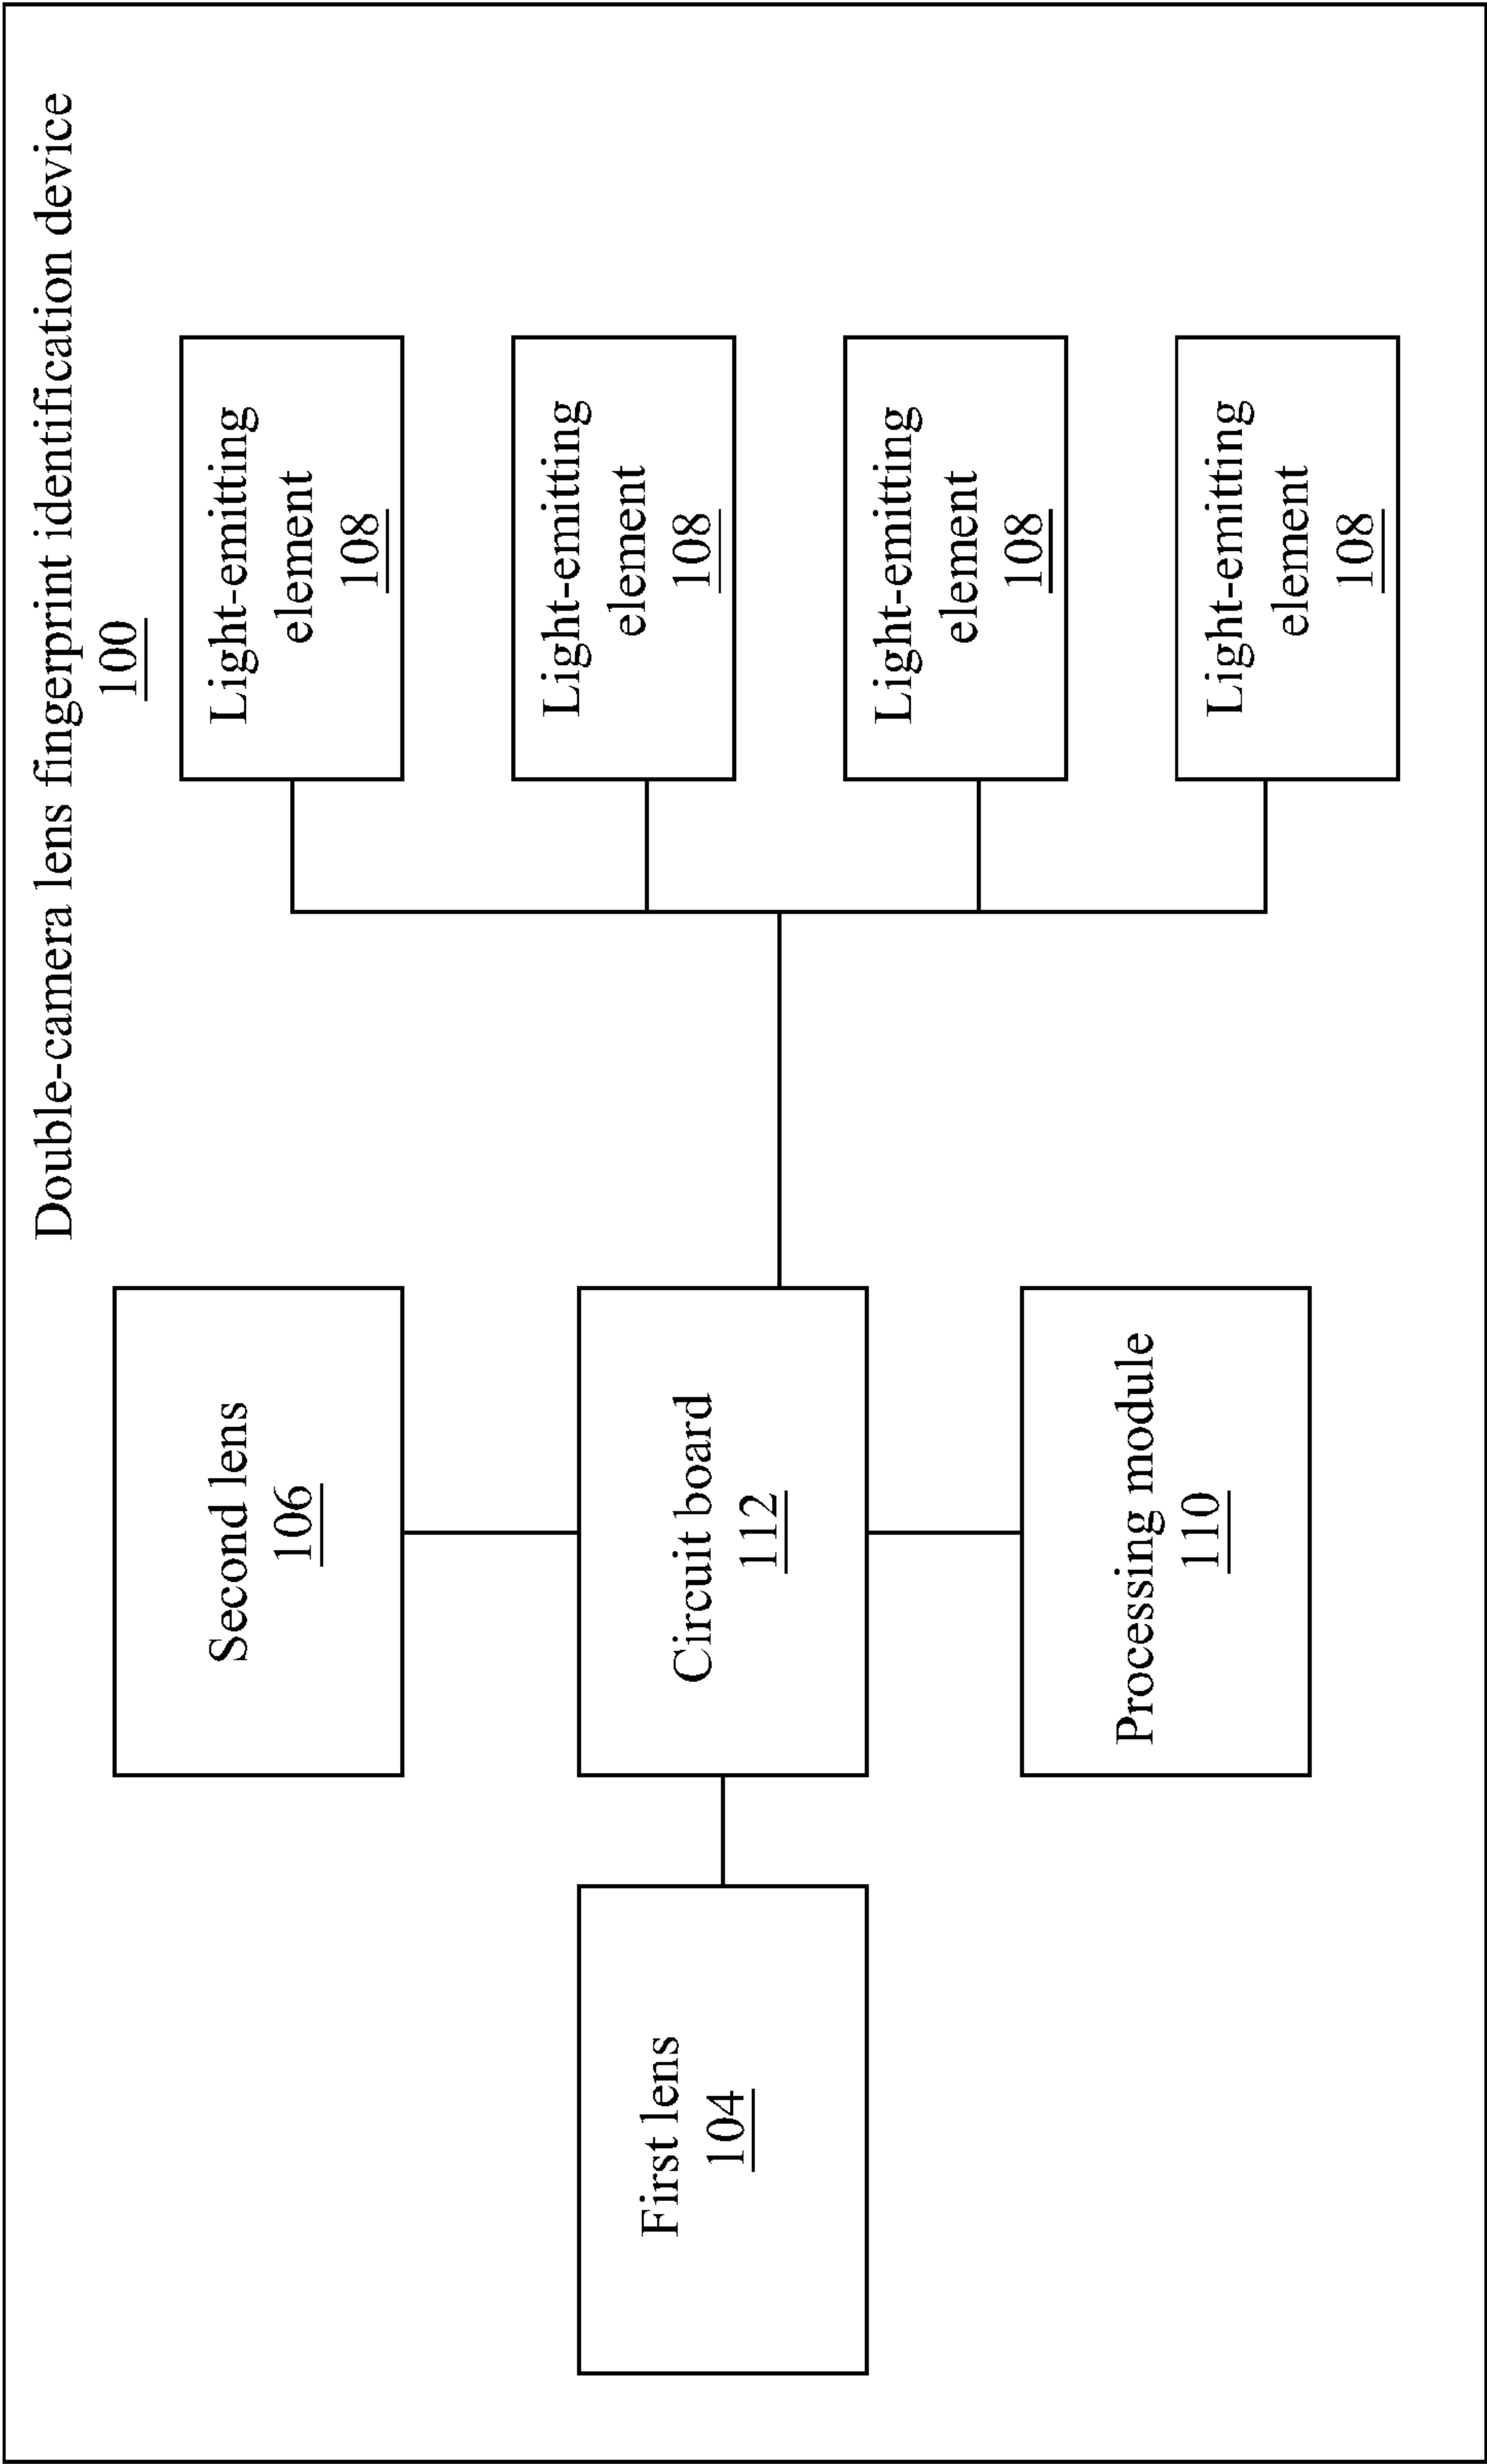 Double-camera lens fingerprint identification device
100
First lens
104
Second lens
106
Circuit board
112
Processing module
110
Light-emitting
element
108
Light-emitting
element
108
Light-emitting
element
108
Light-emitting
element
108